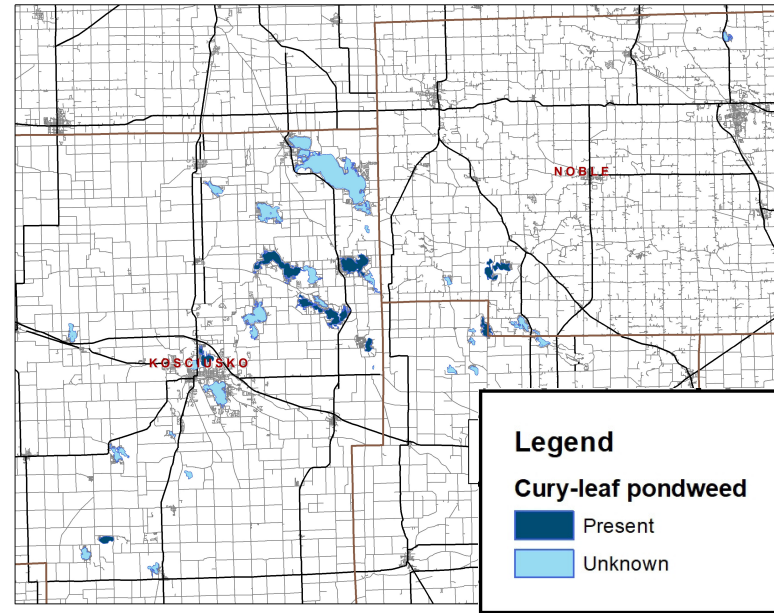 NOBLE
KOSCIUSKO
Legend
Cury-leaf pondweed
Present
Unknown